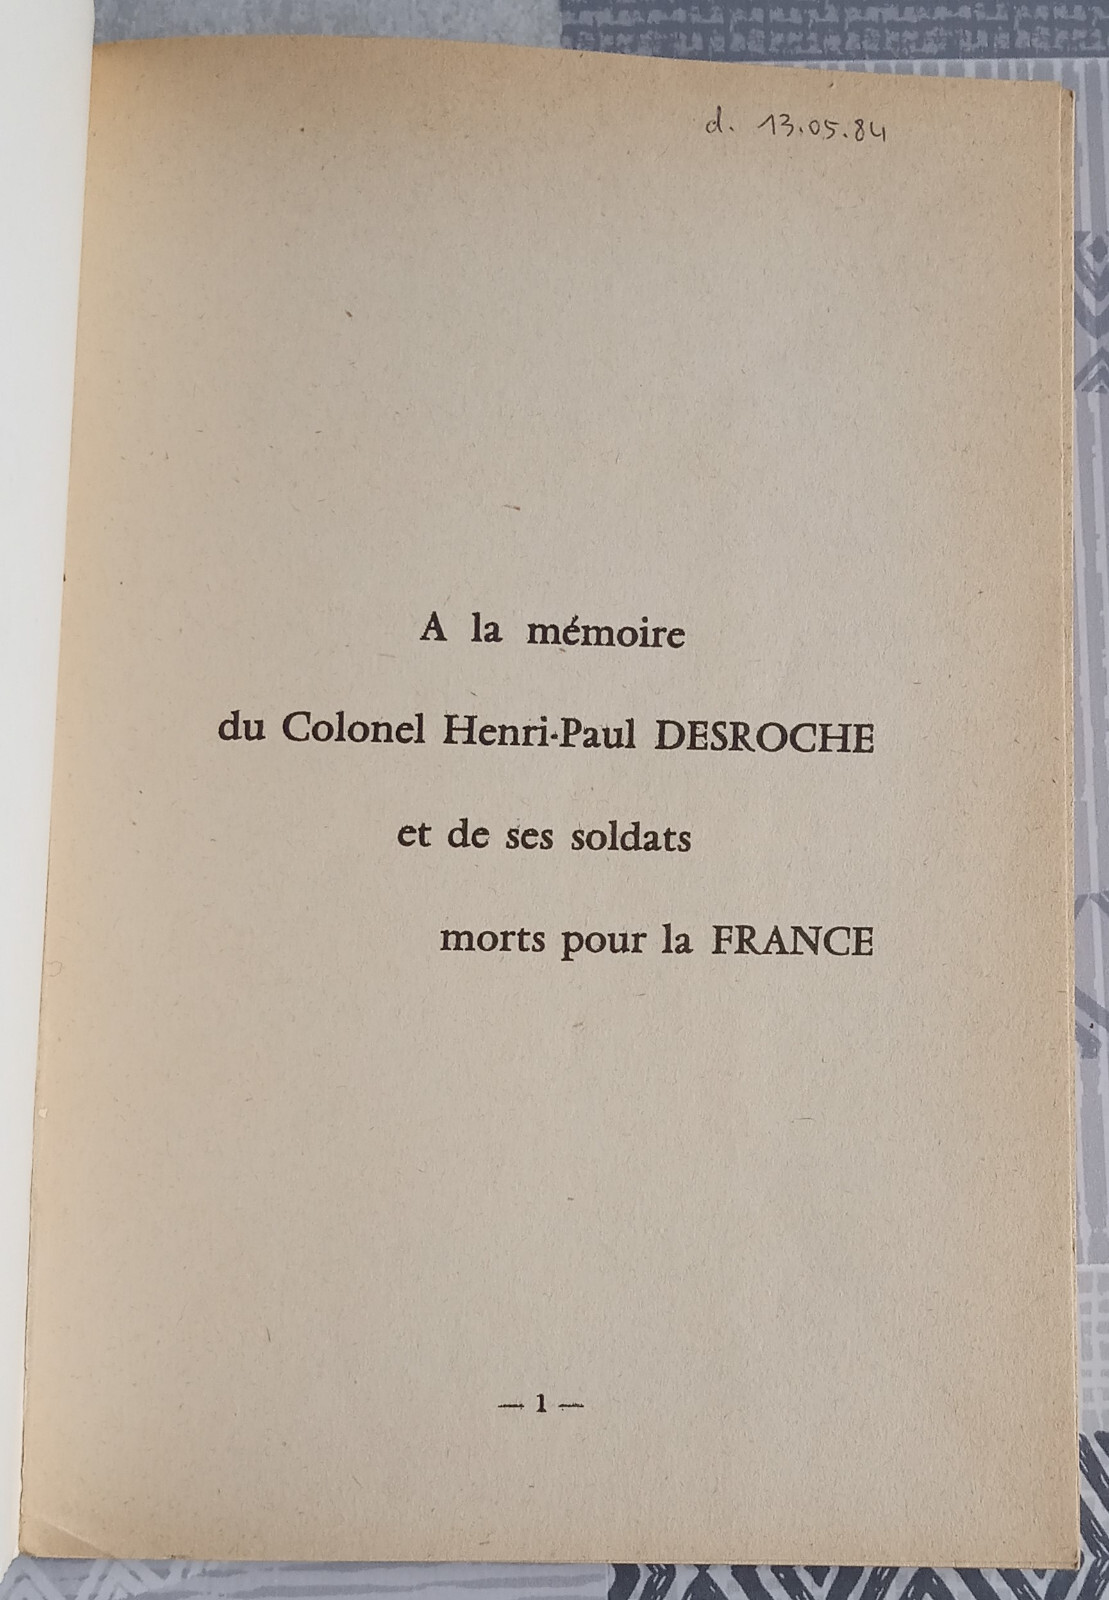 d. 13.05.84
A la mémoire
du Colonel Henri-Paul DESROCHE
et de ses soldats
morts pour la FRANCE
— 1 —